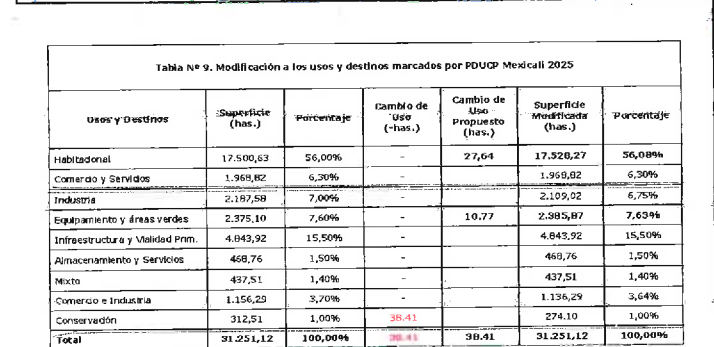 Tabla Nº 9. Modificación a los usos y destinos marcados por PDUCP Mexicali 2025
Usos y Destinos Superficie (has.) Porcentaje Cambio de Uso (-has.) Cambio de Uso Propuesto (has.) Superficie Modificada (has.) Porcentaje
Habitacional 17.500,63 56,00% - 27,64 17.528,27 56,08%
Comercio y Servicios 1.968,82 6,30% - 1.968,82 6,30%
Industria 2.187,58 7,00% - 2.109,02 6,75%
Equipamiento y áreas verdes 2.375,10 7,60% - 10.77 2.385,87 7,63%
Infraestructura y Vialidad Prim. 4.843,92 15,50% - 4.843,92 15,50%
Almacenamiento y Servicios 468,76 1,50% - 468,76 1,50%
Mixto 437,51 1,40% - 437,51 1,40%
Comercio e Industria 1.156,29 3,70% - 1.136,29 3,64%
Conservación 312,51 1,00% 38.41 274.10 1,00%
Total 31.251,12 100,00% 38.41 38.41 31.251,12 100,00%